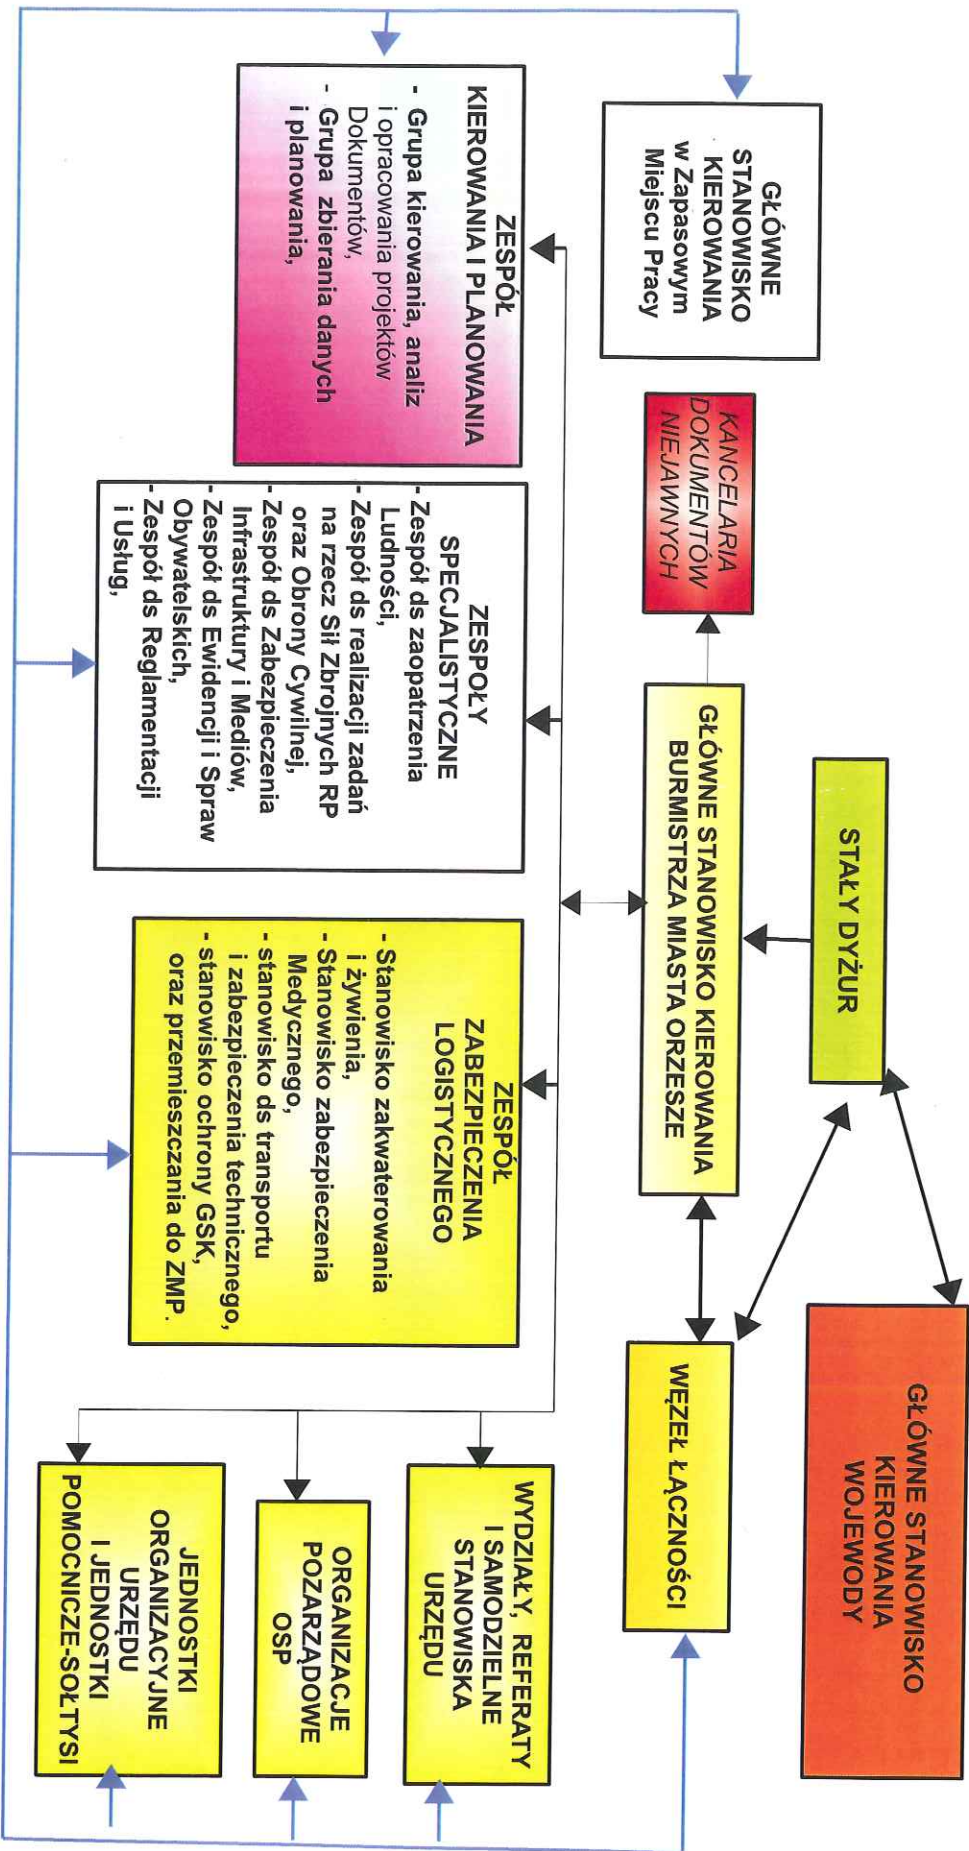 STAŁY DYŻUR
GŁÓWNE STANOWISKO
KIEROWANIA
WOJEWODY
GŁÓWNE
STANOWISKO
KIEROWANIA
w Zapasowym
Miejscu Pracy
KANCELARIA
DOKUMENTÓW
NIEJAWNYCH
GŁÓWNE STANOWISKO KIEROWANIA
BURMISTRZA MIASTA ORZESZE
WĘZEŁ ŁĄCZNOŚCI
ZESPÓŁ
KIEROWANIA I PLANOWANIA
- Grupa kierowania, analiz
i opracowania projektów
Dokumentów,
- Grupa zbierania danych
i planowania,
ZESPOŁY
SPECJALISTYCZNE
- Zespół ds zaopatrzenia
Ludności,
- Zespół ds realizacji zadań
na rzecz Sił Zbrojnych RP
oraz Obrony Cywilnej,
- Zespół ds Zabezpieczenia
Infrastruktury i Mediów,
- Zespół ds Ewidencji i Spraw
Obywatelskich,
- Zespół ds Reglamentacji
i Usług,
ZESPÓŁ
ZABEZPIECZENIA
LOGISTYCZNEGO
- Stanowisko zakwaterowania
i żywienia,
- Stanowisko zabezpieczenia
Medycznego,
- stanowisko ds transportu
i zabezpieczenia technicznego,
- stanowisko ochrony GSK,
oraz przemieszczania do ZMP.
WYDZIAŁY, REFERATY
I SAMODZIELNE
STANOWISKA
URZĘDU
ORGANIZACJE
POZARZĄDOWE
OSP
JEDNOSTKI
ORGANIZACYJNE
URZĘDU
I JEDNOSTKI
POMOCNICZE-SOŁTYSI